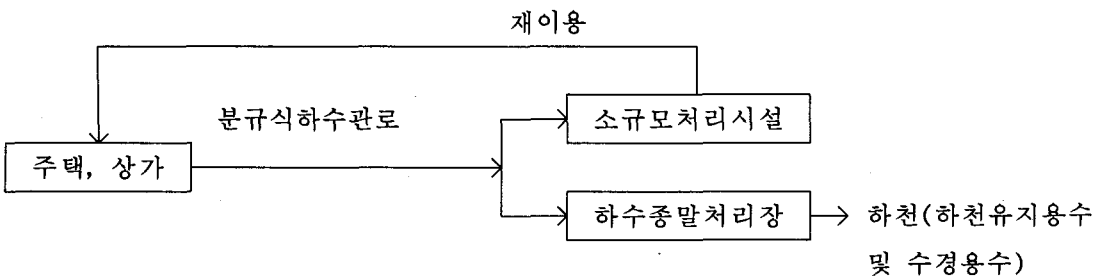 재이용
분규식하수관로
소규모처리시설
주택, 상가
하수종말처리장
하천(하천유지용수
및 수경용수)